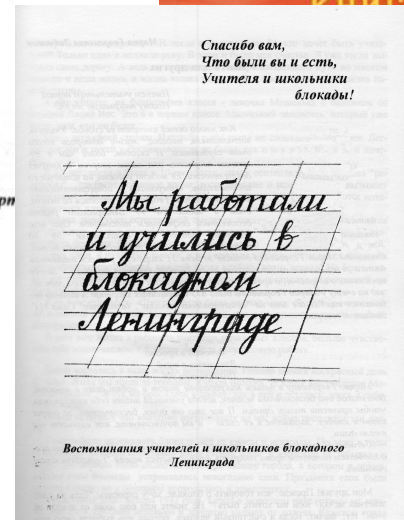 Спасибо вам,
Что были вы и есть,
Учителя и школьники
блокады!
Мы работали
и учились в
блокадном
Ленинграде
Воспоминания учителей и школьников блокадного
Ленинграда